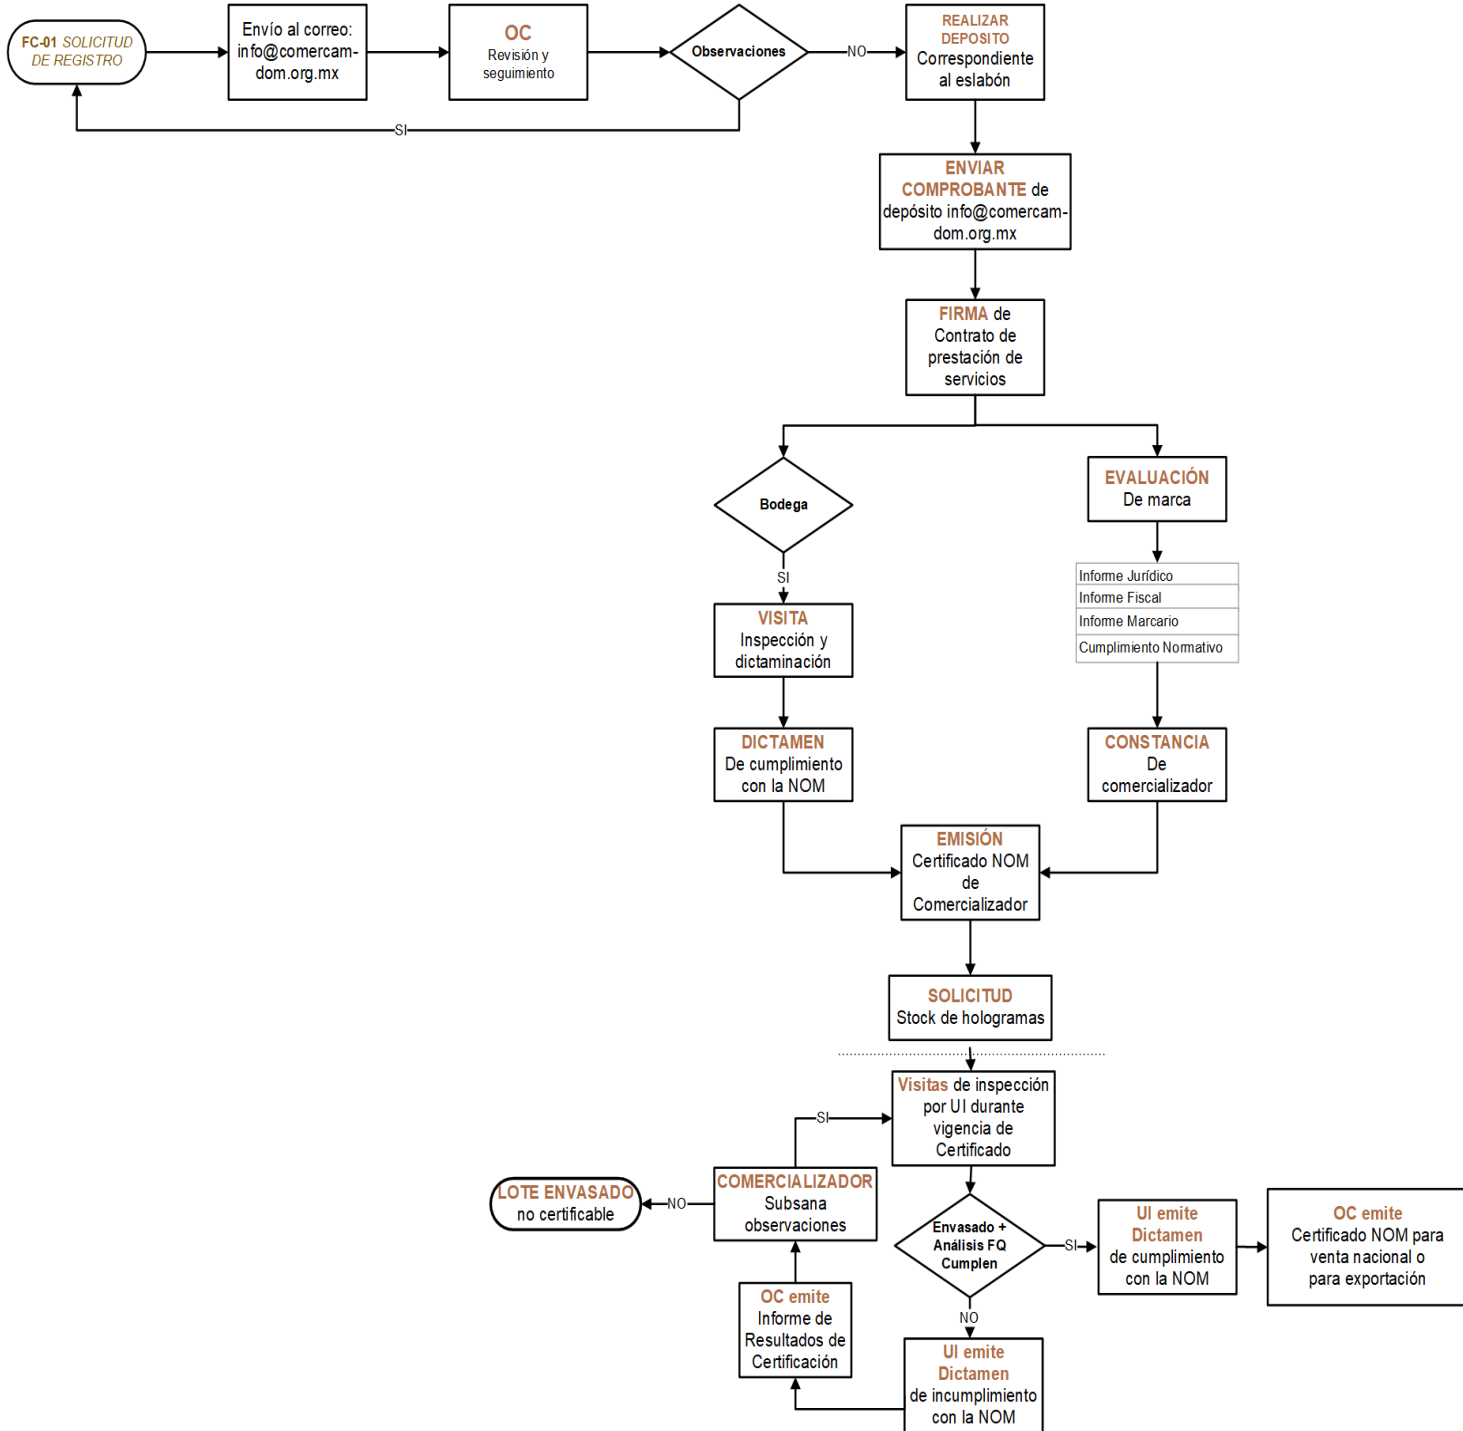 FC-01 SOLICITUD
DE REGISTRO
Envío al correo:
info@comercam-
dom.org.mx
OC
Revisión y
seguimiento
Observaciones
NO
REALIZAR
DEPOSITO
Correspondiente
al eslabón
SI
ENVIAR
COMPROBANTE de
depósito info@comercam-
dom.org.mx
FIRMA de
Contrato de
prestación de
servicios
Bodega
SI
VISITA
Inspección y
dictaminación
DICTAMEN
De cumplimiento
con la NOM
EVALUACIÓN
De marca
Informe Jurídico
Informe Fiscal
Informe Marcario
Cumplimiento Normativo
CONSTANCIA
De
comercializador
EMISIÓN
Certificado NOM
de
Comercializador
SOLICITUD
Stock de hologramas
Visitas de inspección
por UI durante
vigencia de
Certificado
SI
COMERCIALIZADOR
Subsana
observaciones
NO
LOTE ENVASADO
no certificable
Envasado +
Análisis FQ
Cumplen
SI
UI emite
Dictamen
de cumplimiento
con la NOM
OC emite
Certificado NOM para
venta nacional o
para exportación
NO
UI emite
Dictamen
de incumplimiento
con la NOM
OC emite
Informe de
Resultados de
Certificación